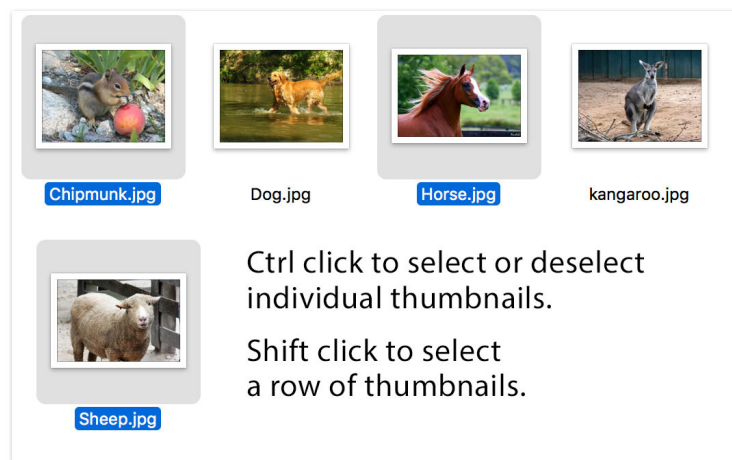 Chipmunk.jpg
Dog.jpg
Horse.jpg
kangaroo.jpg
Ctrl click to select or deselect
individual thumbnails.
Shift click to select
a row of thumbnails.
Sheep.jpg